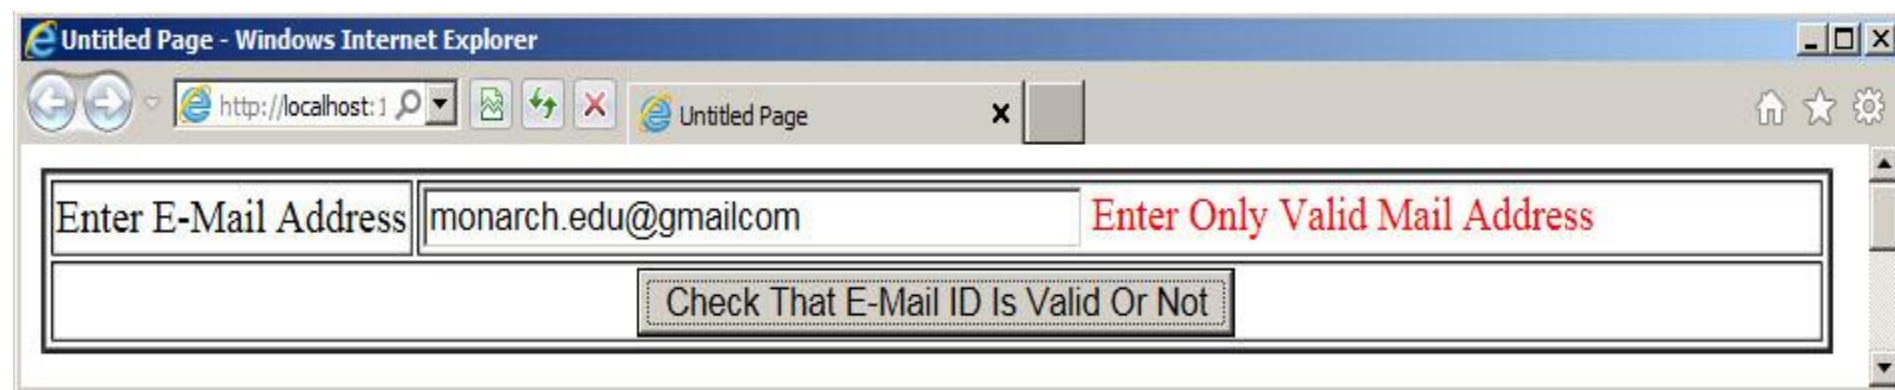 Untitled Page - Windows Internet Explorer
http://localhost:1
Untitled Page
Enter E-Mail Address monarch.edu@gmailcom Enter Only Valid Mail Address
Check That E-Mail ID Is Valid Or Not